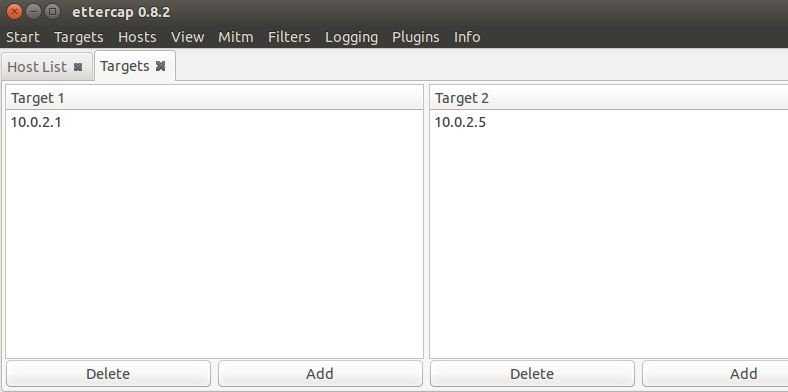 ettercap 0.8.2
Start Targets Hosts View Mitm Filters Logging Plugins Info
Host List Targets
Target 1 Target 2
10.0.2.1 10.0.2.5
Delete Add Delete Add